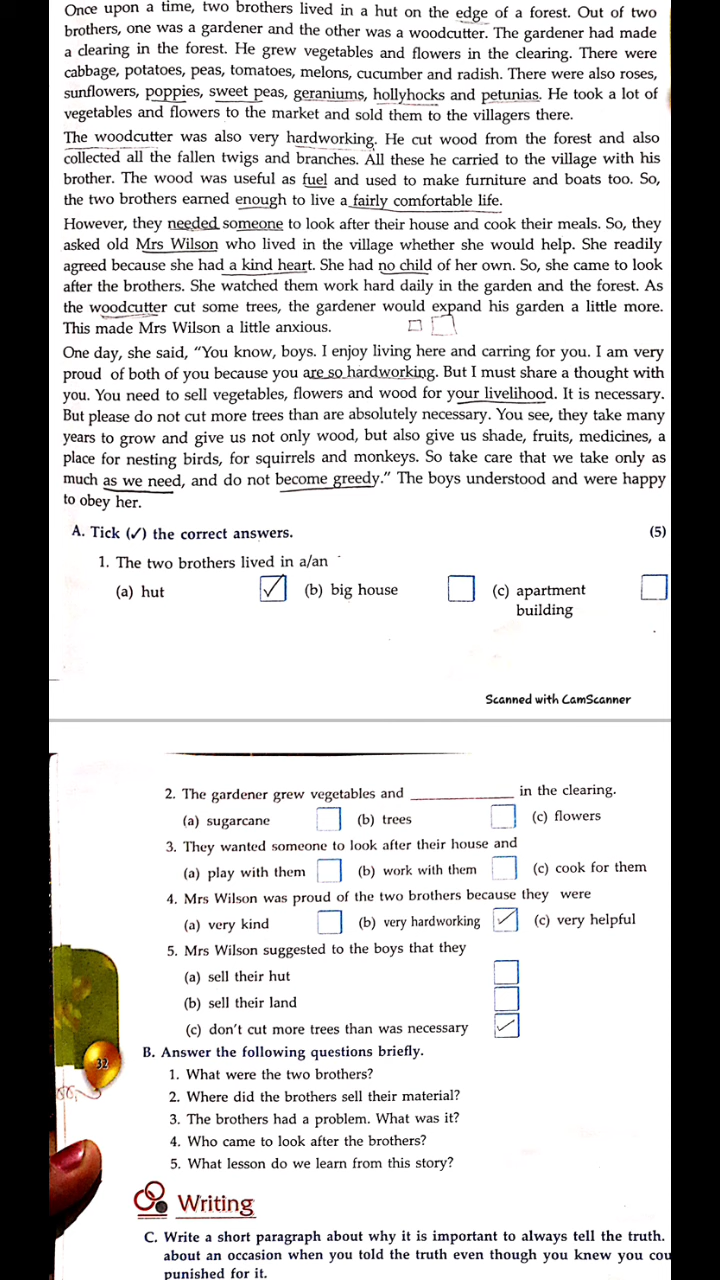 Once upon a time, two brothers lived in a hut on the edge of a forest. Out of two
brothers, one was a gardener and the other was a woodcutter. The gardener had made
a clearing in the forest. He grew vegetables and flowers in the clearing. There were
cabbage, potatoes, peas, tomatoes, melons, cucumber and radish. There were also roses,
sunflowers, poppies, sweet peas, geraniums, hollyhocks and petunias. He took a lot of
vegetables and flowers to the market and sold them to the villagers there.
The woodcutter was also very hardworking. He cut wood from the forest and also
collected all the fallen twigs and branches. All these he carried to the village with his
brother. The wood was useful as fuel and used to make furniture and boats too. So,
the two brothers earned enough to live a fairly comfortable life.
However, they needed someone to look after their house and cook their meals. So, they
asked old Mrs Wilson who lived in the village whether she would help. She readily
agreed because she had a kind heart. She had no child of her own. So, she came to look
after the brothers. She watched them work hard daily in the garden and the forest. As
the woodcutter cut some trees, the gardener would expand his garden a little more.
This made Mrs Wilson a little anxious.
One day, she said, “You know, boys. I enjoy living here and carring for you. I am very
proud of both of you because you are so hardworking. But I must share a thought with
you. You need to sell vegetables, flowers and wood for your livelihood. It is necessary.
But please do not cut more trees than are absolutely necessary. You see, they take many
years to grow and give us not only wood, but also give us shade, fruits, medicines, a
place for nesting birds, for squirrels and monkeys. So take care that we take only as
much as we need, and do not become greedy.” The boys understood and were happy
to obey her.
A. Tick (✓) the correct answers. (5)
1. The two brothers lived in a/an
(a) hut ✓ (b) big house (c) apartment
building
Scanned with CamScanner
2. The gardener grew vegetables and ____________ in the clearing.
(a) sugarcane (b) trees (c) flowers
3. They wanted someone to look after their house and
(a) play with them (b) work with them (c) cook for them
4. Mrs Wilson was proud of the two brothers because they were
(a) very kind (b) very hardworking ✓ (c) very helpful
5. Mrs Wilson suggested to the boys that they
(a) sell their hut
(b) sell their land
(c) don't cut more trees than was necessary ✓
B. Answer the following questions briefly.
32
1. What were the two brothers?
2. Where did the brothers sell their material?
3. The brothers had a problem. What was it?
4. Who came to look after the brothers?
5. What lesson do we learn from this story?
Writing
C. Write a short paragraph about why it is important to always tell the truth.
about an occasion when you told the truth even though you knew you cou
punished for it.